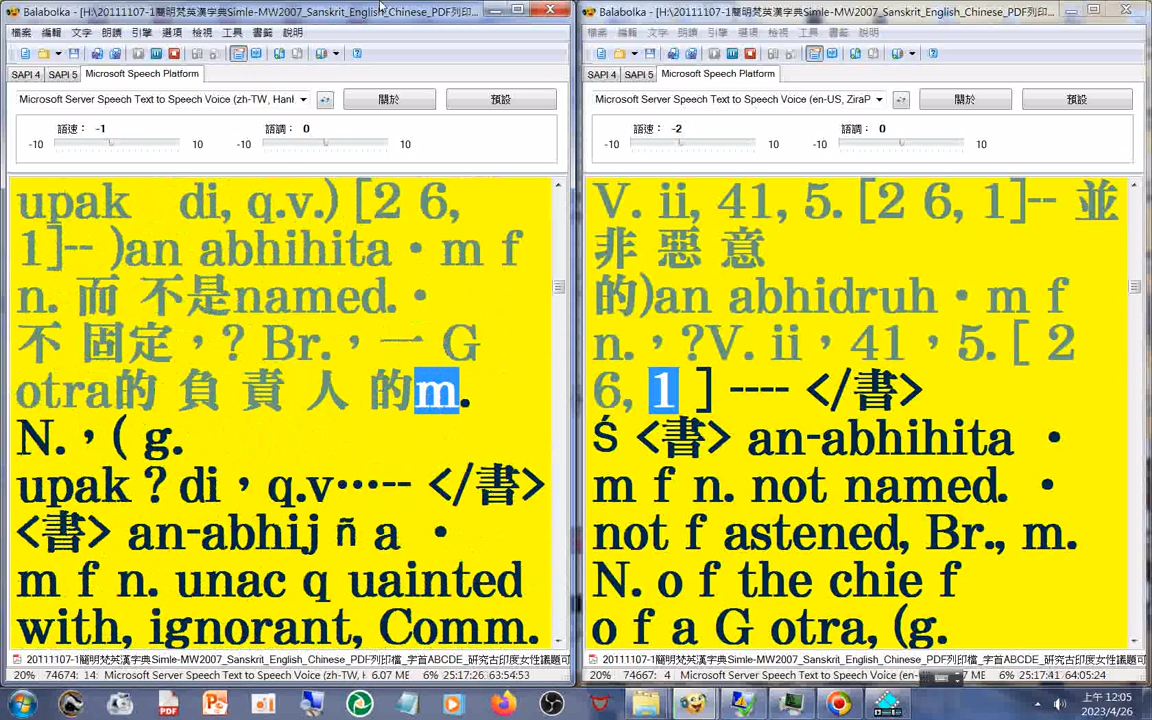 Balabolka - [H:\20111107-1簡明梵英漢字典Simle-MW2007_Sanskrit_English_Chinese_PDF列印...
檔案 編輯 文字 朗讀 引擎 選項 檢視 工具 書籤 說明
SAPI 4 SAPI 5 Microsoft Speech Platform
Microsoft Server Speech Text to Speech Voice (zh-TW, Hanl
關於 預設
語速： -1 語調： 0
-10 10 -10 10
upak di, q.v.) [2 6,
1]-- )an abhihita • m f
n. 而 不是named. •
不 固定，? Br.，一 G
otra的 負 責 人 的m.
N.，( g.
upak ? di，q.v…-- </書>
<書> an-abhij ñ a •
m f n. unac q uainted
with, ignorant, Comm.
20111107-1簡明梵英漢字典Simle-MW2007_Sanskrit_English_Chinese_PDF列印檔_字首ABCDE_研究古印度女性議題可
20% 74674: 14: Microsoft Server Speech Text to Speech Voice (zh-TW, H 6.07 ME 6% 25:17:26 63:54:53
Balabolka - [H:\20111107-1簡明梵英漢字典Simle-MW2007_Sanskrit_English_Chinese_PDF列印...
檔案 編輯 文字 朗讀 引擎 選項 檢視 工具 書籤 說明
SAPI 4 SAPI 5 Microsoft Speech Platform
Microsoft Server Speech Text to Speech Voice (en-US, ZiraP
關於 預設
語速： -2 語調： 0
-10 10 -10 10
V. ii, 41, 5. [2 6, 1]-- 並
非 惡 意
的)an abhidruh • m f
n.，?V. ii，41，5. [ 2
6, 1 ] ---- </書>
Ś <書> an-abhihita •
m f n. not named. •
not f astened, Br., m.
N. o f the chie f
o f a G otra, (g.
20111107-1簡明梵英漢字典Simle-MW2007_Sanskrit_English_Chinese_PDF列印檔_字首ABCDE_研究古印度女性議題可
20% 74667: 4 Microsoft Server Speech Text to Speech Voice (en-US, ZiraP ME 6% 25:17:41 64:05:24
上午 12:05
2023/4/26